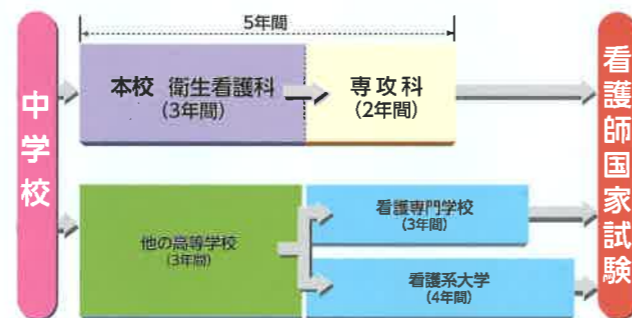 5年間
中学校
本校 衛生看護科
(3年間)
専攻科
(2年間)
看護師国家試験
他の高等学校
(3年間)
看護専門学校
(3年間)
看護系大学
(4年間)